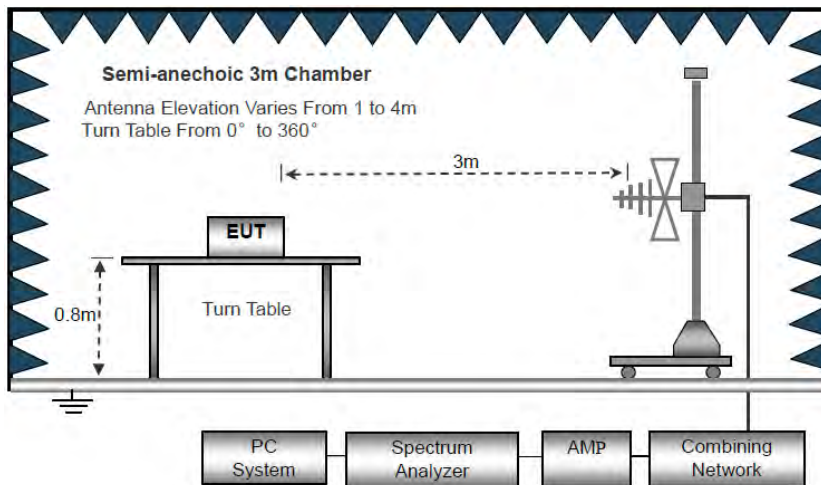 Semi-anechoic 3m Chamber
Antenna Elevation Varies From 1 to 4m
Turn Table From 0° to 360°
3m
EUT
0.8m
Turn Table
PC
System
Spectrum
Analyzer
AMP
Combining
Network